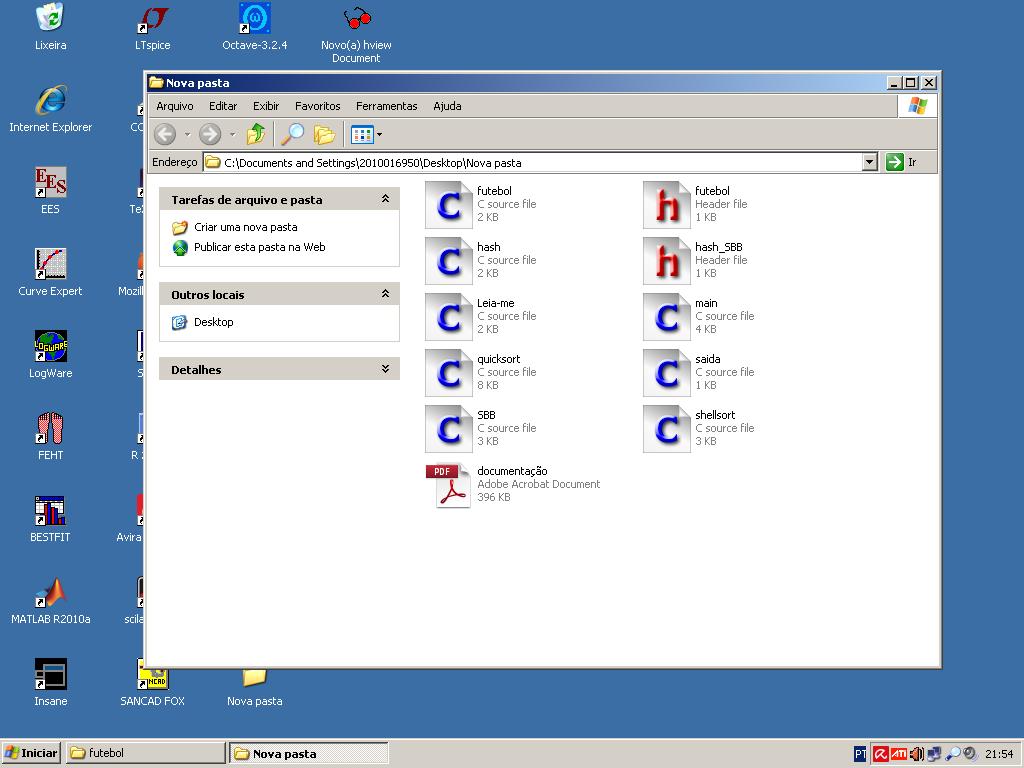 Lixeira
LTspice
Octave-3.2.4
Novo(a) hview
Document
Internet Explorer
EES
EES
Curve Expert
Mozil
LOGWARE
LogWare
FEHT
R
BESTFIT
Avira
MATLAB R2010a
scila
Insane
NCAD
SANCAD FOX
Nova pasta
Nova pasta
Arquivo Editar Exibir Favoritos Ferramentas Ajuda
Endereço C:\Documents and Settings\2010016950\Desktop\Nova pasta Ir
Tarefas de arquivo e pasta
Criar uma nova pasta
Publicar esta pasta na Web
Outros locais
Desktop
Detalhes
C
futebol
C source file
2 KB
h
futebol
Header file
1 KB
C
hash
C source file
2 KB
h
hash_SBB
Header file
1 KB
C
Leia-me
C source file
2 KB
C
main
C source file
4 KB
C
quicksort
C source file
8 KB
C
saida
C source file
1 KB
C
SBB
C source file
3 KB
C
shellsort
C source file
3 KB
PDF
documentação
Adobe Acrobat Document
396 KB
Iniciar futebol Nova pasta PT ATI 21:54